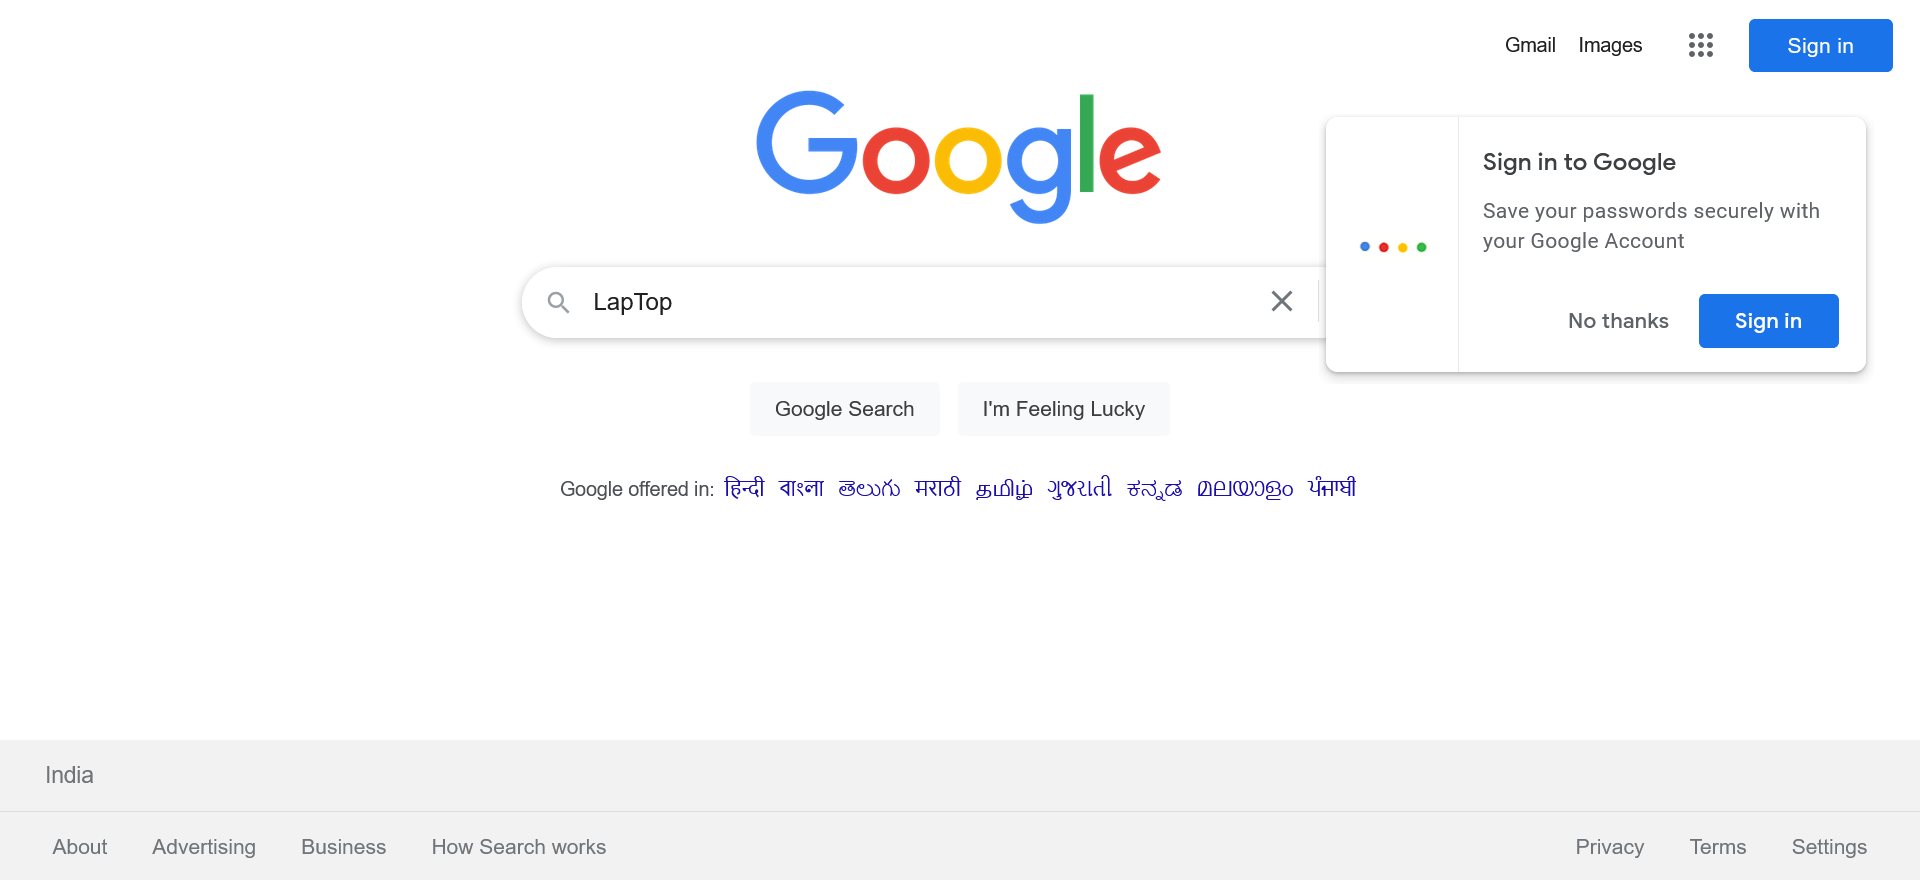 Gmail Images Sign in
Google
Sign in to Google
Save your passwords securely with
your Google Account
No thanks Sign in
LapTop
Google Search I'm Feeling Lucky
Google offered in: हिन्दी বাংলা తెలుగు मराठी தமிழ் ગુજરાતી ಕನ್ನಡ മലയാളം ਪੰਜਾਬੀ
India
About Advertising Business How Search works Privacy Terms Settings